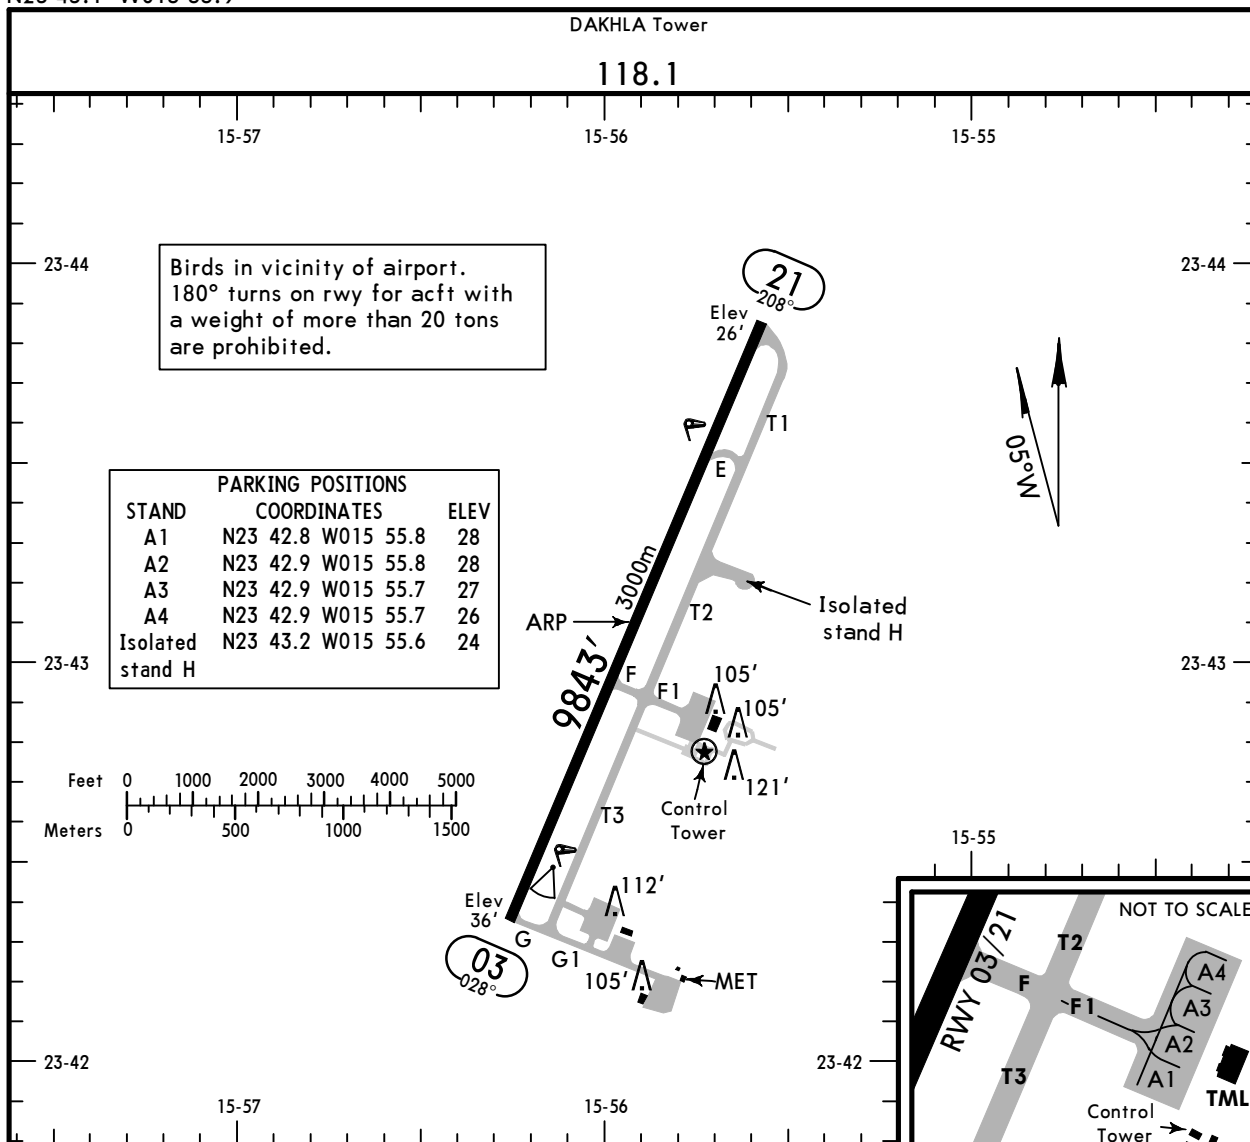 DAKHLA Tower
118.1
15-57
15-56
15-55
23-44
23-44
Birds in vicinity of airport.
180° turns on rwy for acft with
a weight of more than 20 tons
are prohibited.
21
208°
Elev
26'
T1
E
05°W
PARKING POSITIONS
STAND COORDINATES ELEV
A1 N23 42.8 W015 55.8 28
A2 N23 42.9 W015 55.8 28
A3 N23 42.9 W015 55.7 27
A4 N23 42.9 W015 55.7 26
Isolated N23 43.2 W015 55.6 24
stand H
3000m
9843'
ARP
T2
Isolated
stand H
23-43
23-43
F
F1
105'
105'
121'
Control
Tower
Feet 0 1000 2000 3000 4000 5000
Meters 0 500 1000 1500
T3
15-55
Elev
36'
112'
G
G1
03
028°
105'
MET
23-42
23-42
15-57
15-56
NOT TO SCALE
RWY 03/21
T2
F
F1
T3
A4
A3
A2
A1
TML
Control
Tower